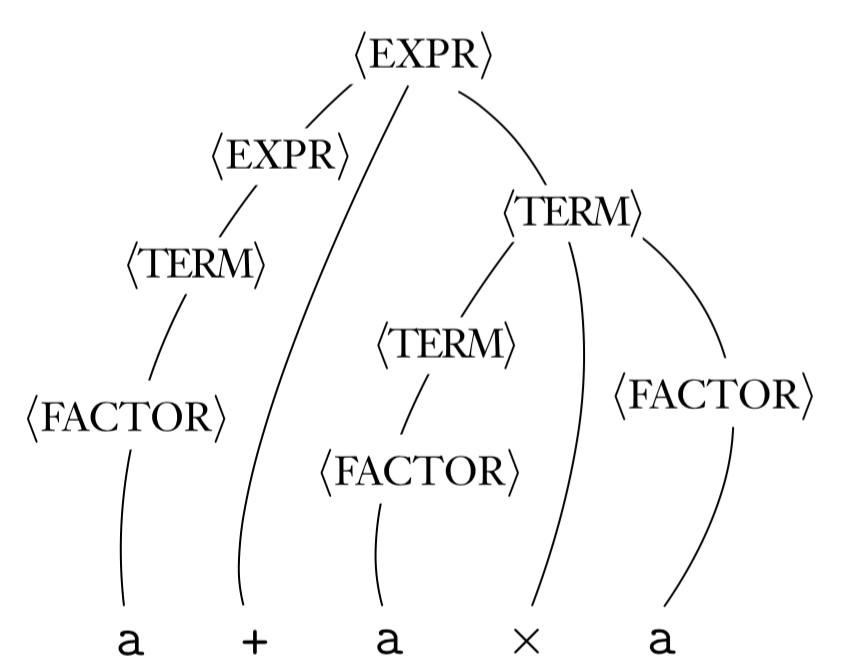 ⟨EXPR⟩
⟨EXPR⟩
⟨TERM⟩
⟨TERM⟩
⟨TERM⟩
⟨FACTOR⟩
⟨FACTOR⟩
⟨FACTOR⟩
a + a × a